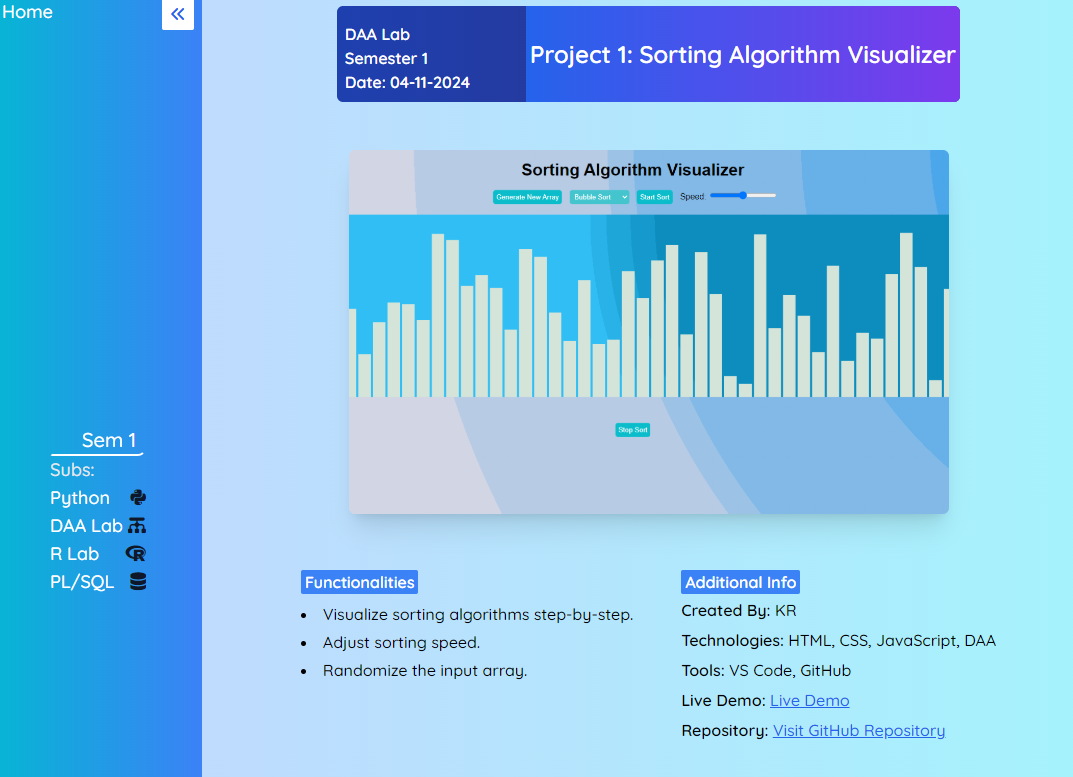 Home
Sem 1
Subs:
Python
DAA Lab
R Lab
PL/SQL
DAA Lab
Semester 1
Date: 04-11-2024
Project 1: Sorting Algorithm Visualizer
Sorting Algorithm Visualizer
Generate New Array Bubble Sort Start Sort Speed
Stop Sort
Functionalities
Visualize sorting algorithms step-by-step.
Adjust sorting speed.
Randomize the input array.
Additional Info
Created By: KR
Technologies: HTML, CSS, JavaScript, DAA
Tools: VS Code, GitHub
Live Demo: Live Demo
Repository: Visit GitHub Repository